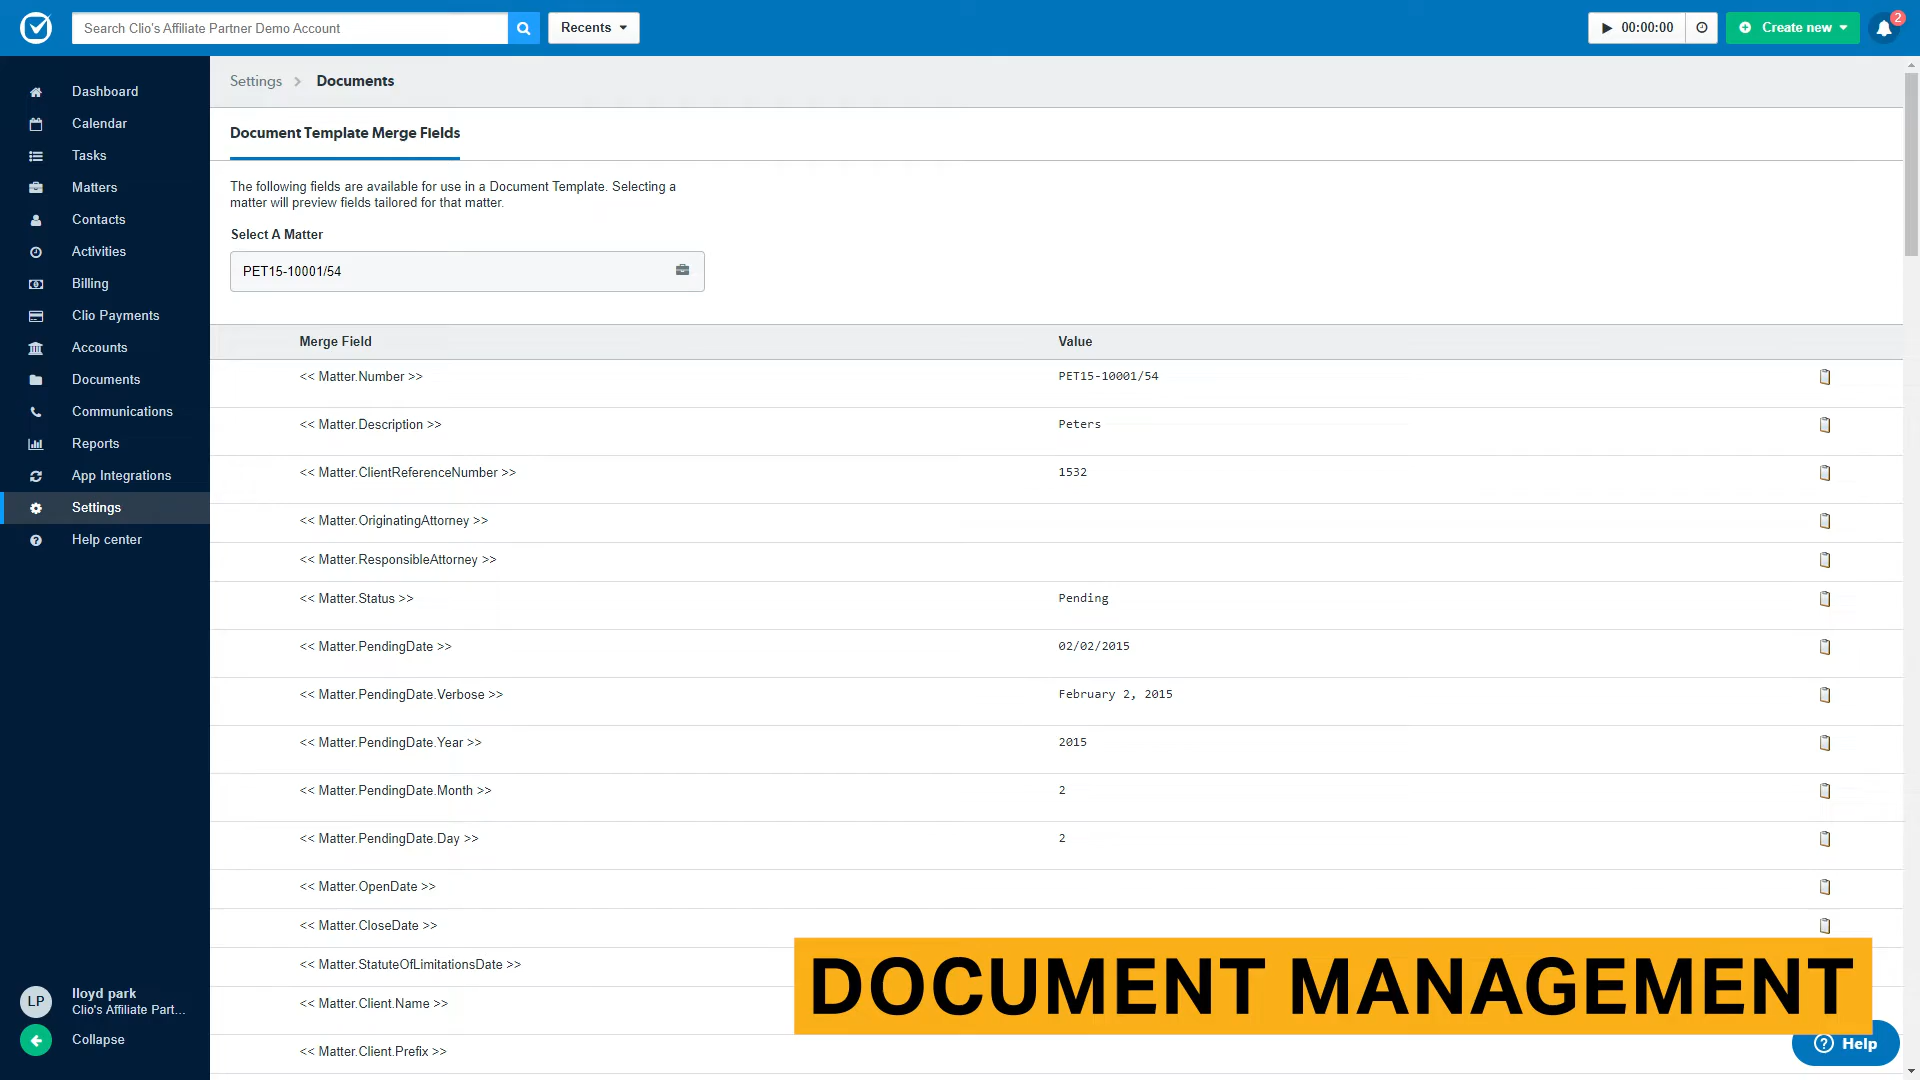 Search Clio's Affiliate Partner Demo Account
Recents
00:00:00
Create new
2
Dashboard
Calendar
Tasks
Matters
Contacts
Activities
Billing
Clio Payments
Accounts
Documents
Communications
Reports
App Integrations
Settings
Help center
LP
lloyd park
Clio's Affiliate Part...
Collapse
Settings > Documents
Document Template Merge Fields
The following fields are available for use in a Document Template. Selecting a
matter will preview fields tailored for that matter.
Select A Matter
PET15-10001/54
Merge Field Value
<< Matter.Number >> PET15-10001/54
<< Matter.Description >> Peters
<< Matter.ClientReferenceNumber >> 1532
<< Matter.OriginatingAttorney >>
<< Matter.ResponsibleAttorney >>
<< Matter.Status >> Pending
<< Matter.PendingDate >> 02/02/2015
<< Matter.PendingDate.Verbose >> February 2, 2015
<< Matter.PendingDate.Year >> 2015
<< Matter.PendingDate.Month >> 2
<< Matter.PendingDate.Day >> 2
<< Matter.OpenDate >>
<< Matter.CloseDate >>
<< Matter.StatuteOfLimitationsDate >>
<< Matter.Client.Name >>
<< Matter.Client.Prefix >>
DOCUMENT MANAGEMENT
Help